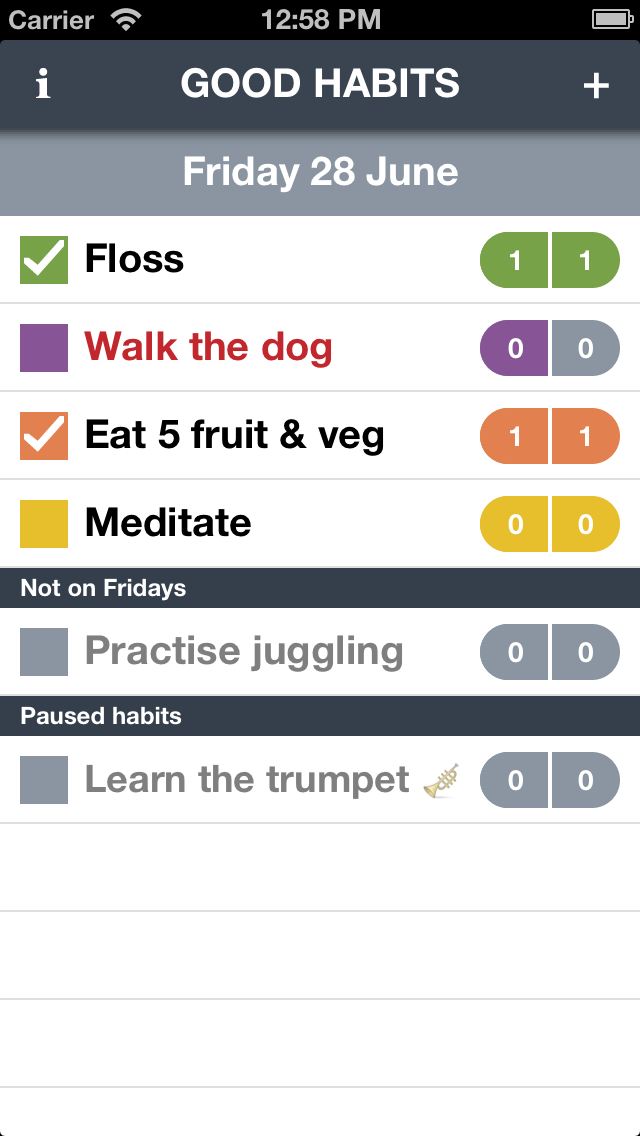 Carrier 12:58 PM
i GOOD HABITS +
Friday 28 June
Floss 1 1
Walk the dog 0 0
Eat 5 fruit & veg 1 1
Meditate 0 0
Not on Fridays
Practise juggling 0 0
Paused habits
Learn the trumpet 🎺 0 0